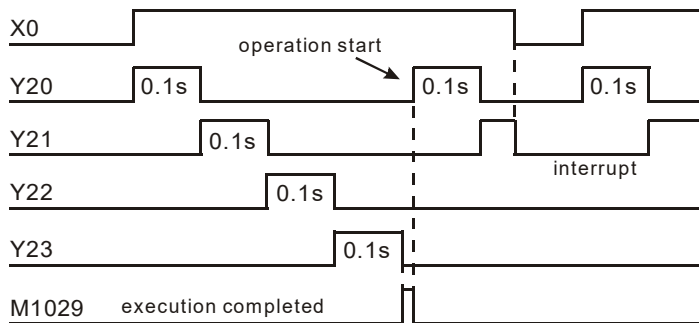 X0
operation start
Y20 0.1s 0.1s 0.1s
Y21 0.1s
interrupt
Y22 0.1s
Y23 0.1s
M1029 execution completed